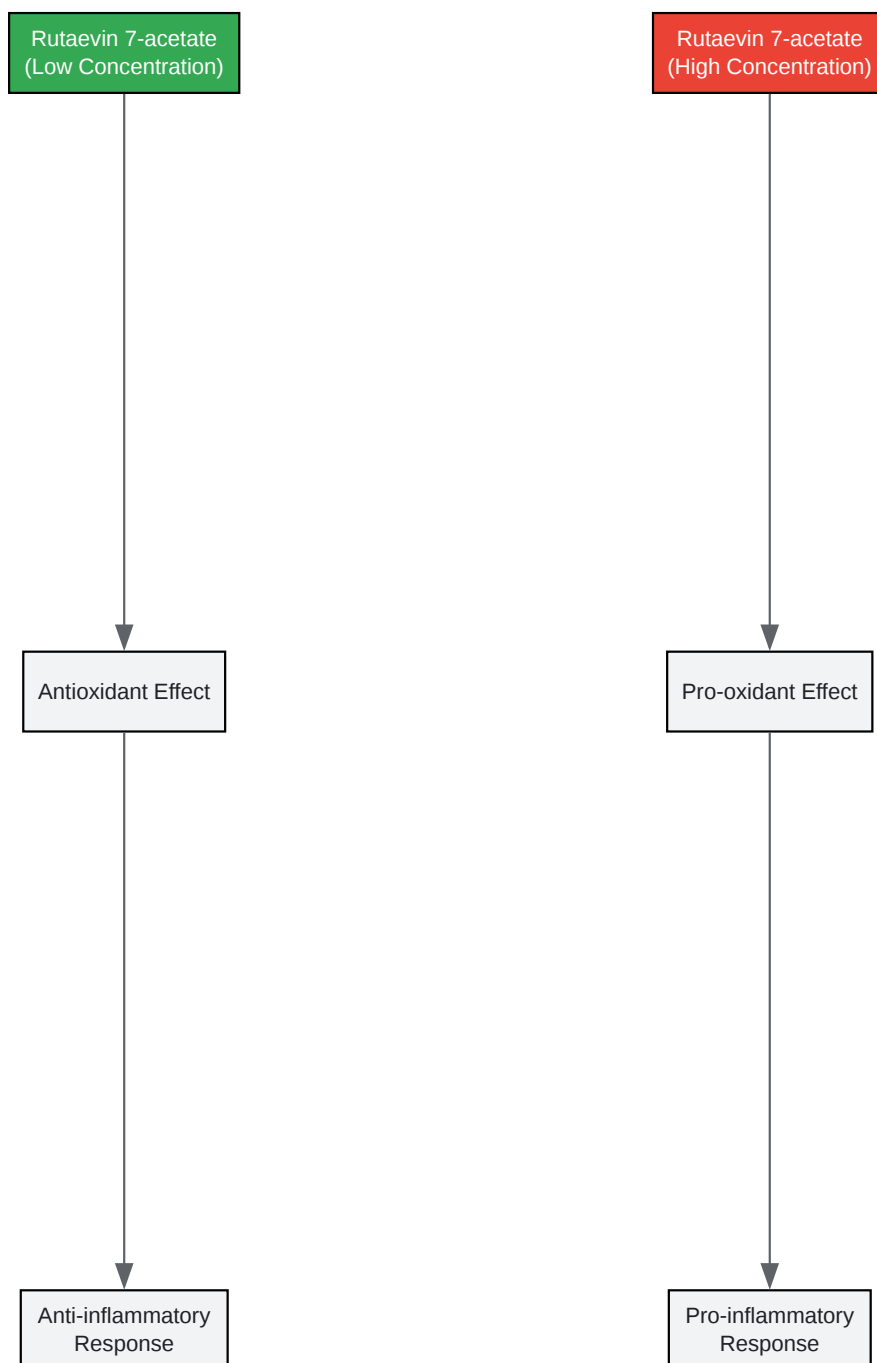 Rutaevin 7-acetate
(Low Concentration)
Rutaevin 7-acetate
(High Concentration)
Antioxidant Effect
Pro-oxidant Effect
Anti-inflammatory
Response
Pro-inflammatory
Response